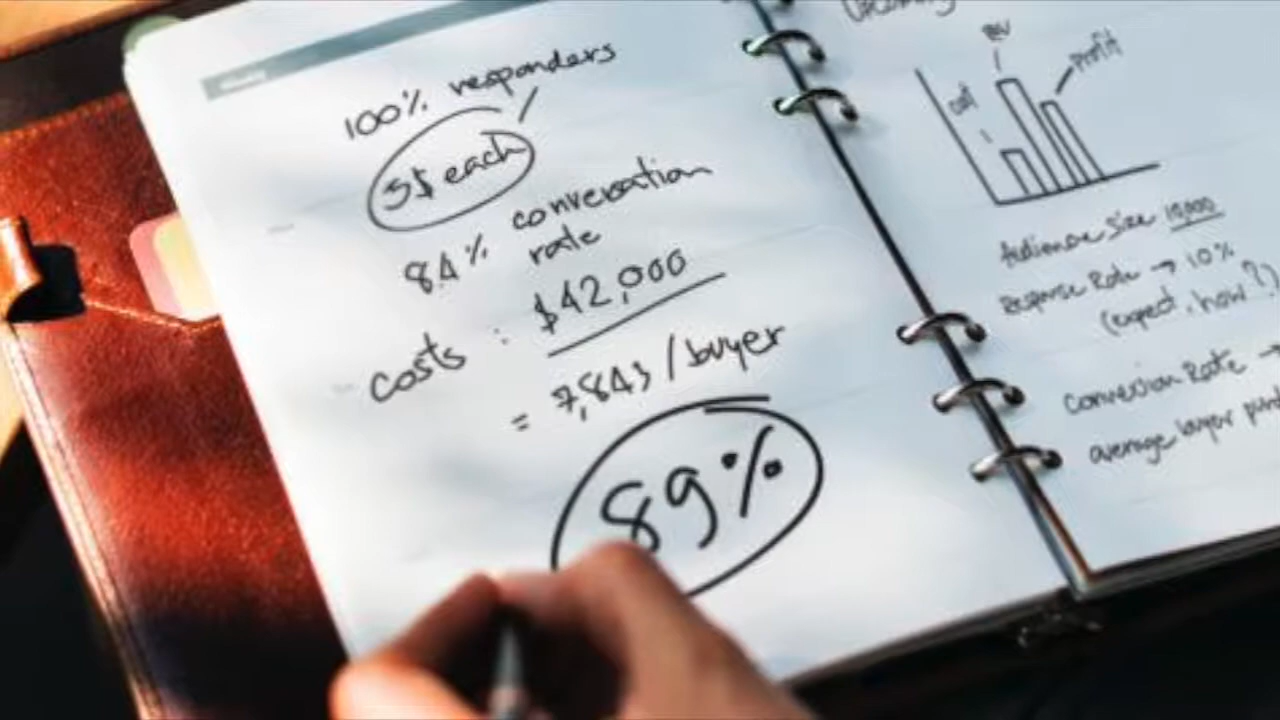 100% responders
5$ each
84% conversation
rate
costs : $42,000
= 7,843/buyer
89%
Upcoming
Profit
Cost
Audience size 10,000
Response Rate → 10%
(expect, how?)
Conversion Rate →
average buyer